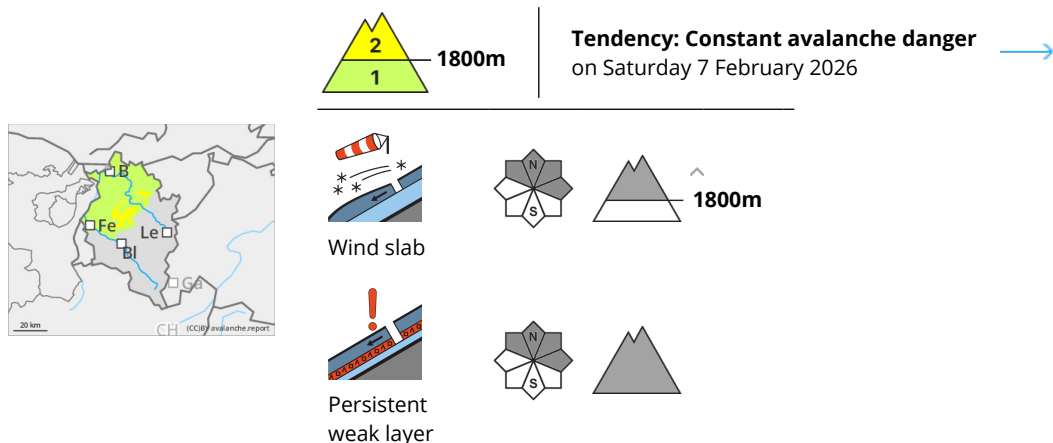 2
1
1800m
Tendency: Constant avalanche danger
on Saturday 7 February 2026
B
Fe
Le
Bl
Ga
CH
20 km
(CC)BY avalanche.report
N
S
1800m
Wind slab
N
S
Persistent
weak layer